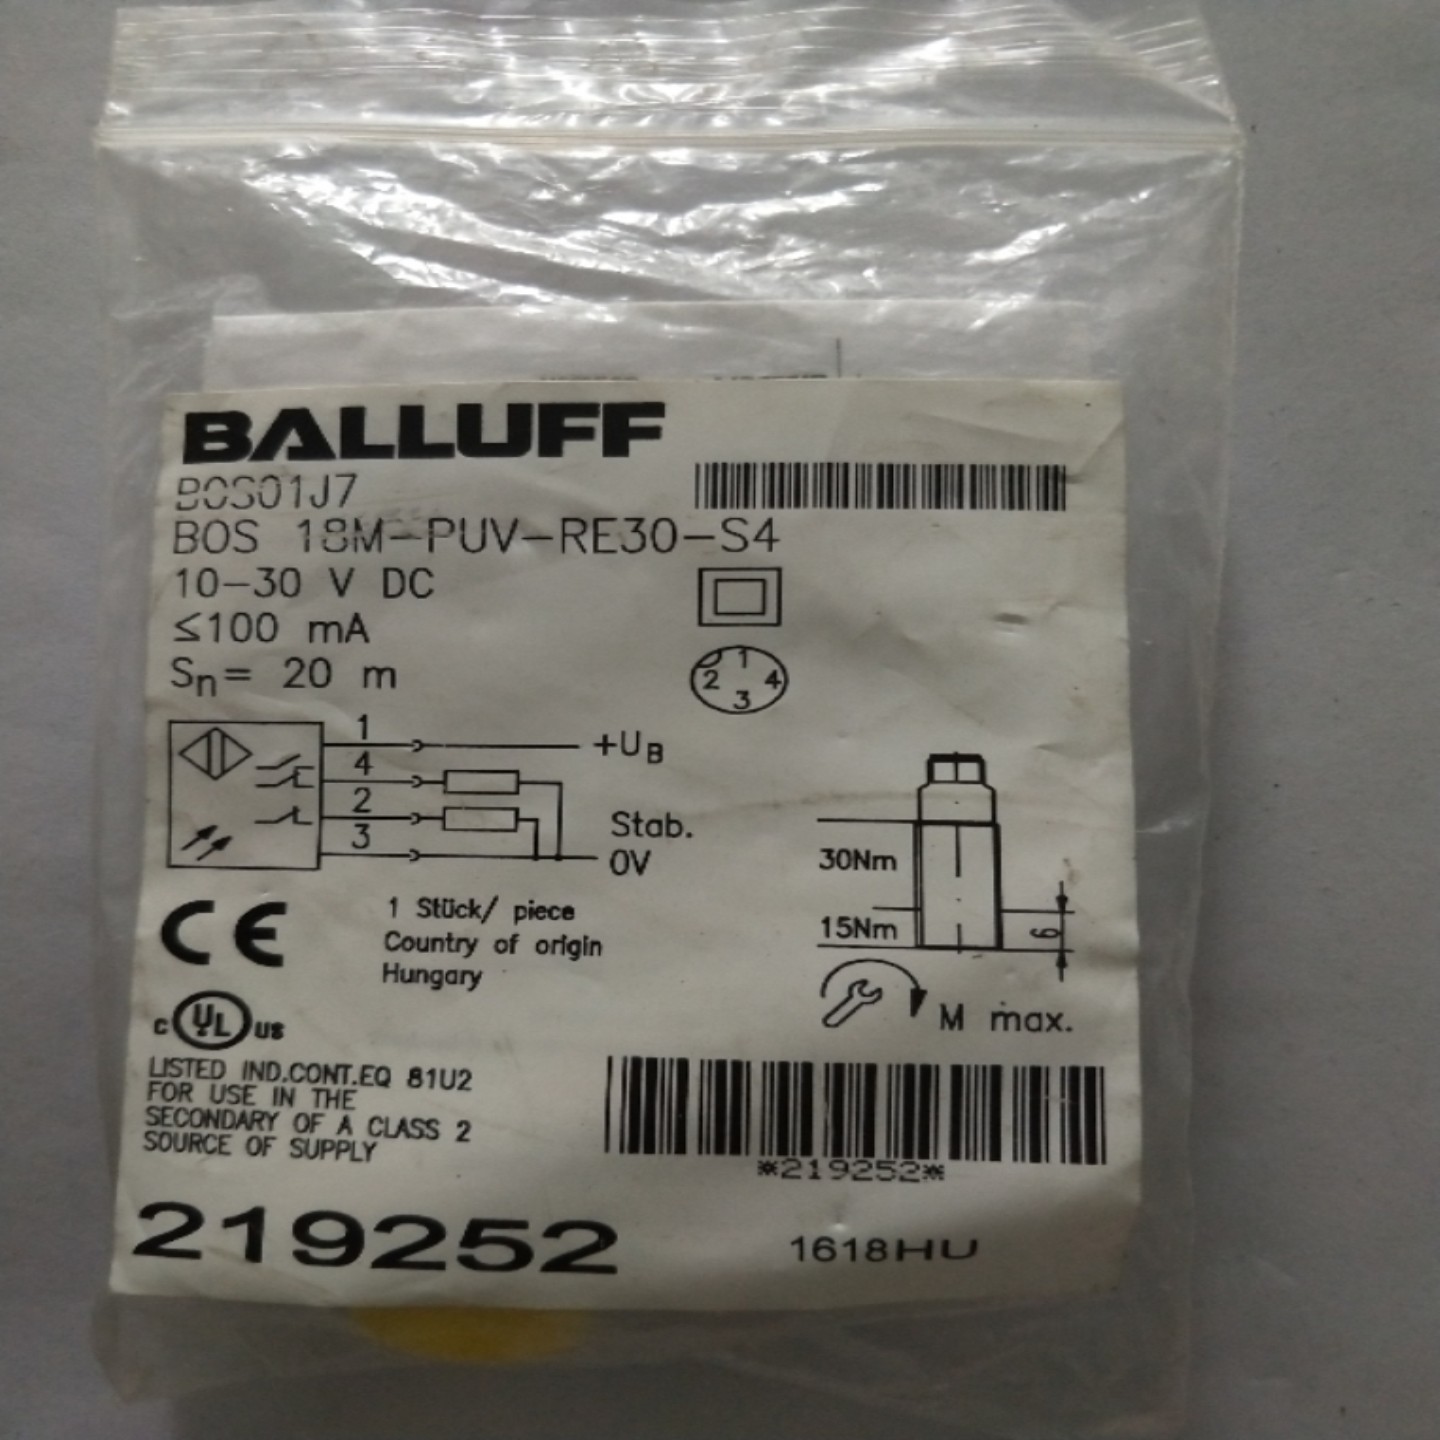 BALLUFF
BOS01J7
BOS 18M-PUV-RE30-S4
10-30 V DC
≤100 mA
Sn= 20 m
1
2 4
3
1
+UB
4
2
Stab.
3
0V
30Nm
15Nm
6
M max.
CE
1 Stück/ piece
Country of origin
Hungary
c UL us
LISTED IND.CONT.EQ 81U2
FOR USE IN THE
SECONDARY OF A CLASS 2
SOURCE OF SUPPLY
*219252*
219252
1618HU